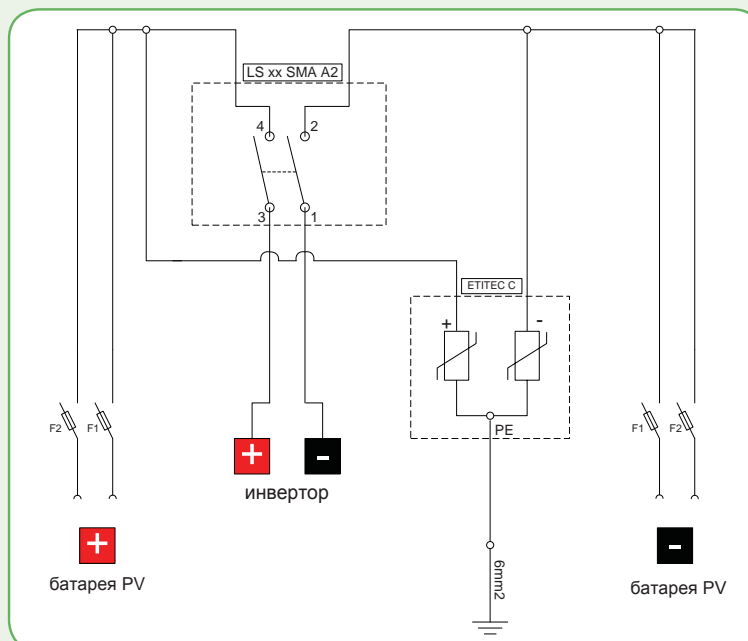 LS xx SMA A2
4
2
3
1
ETITEC C
+
-
F2
F1
F1
F2
PE
+
-
инвертор
+
-
6mm2
батарея PV
батарея PV